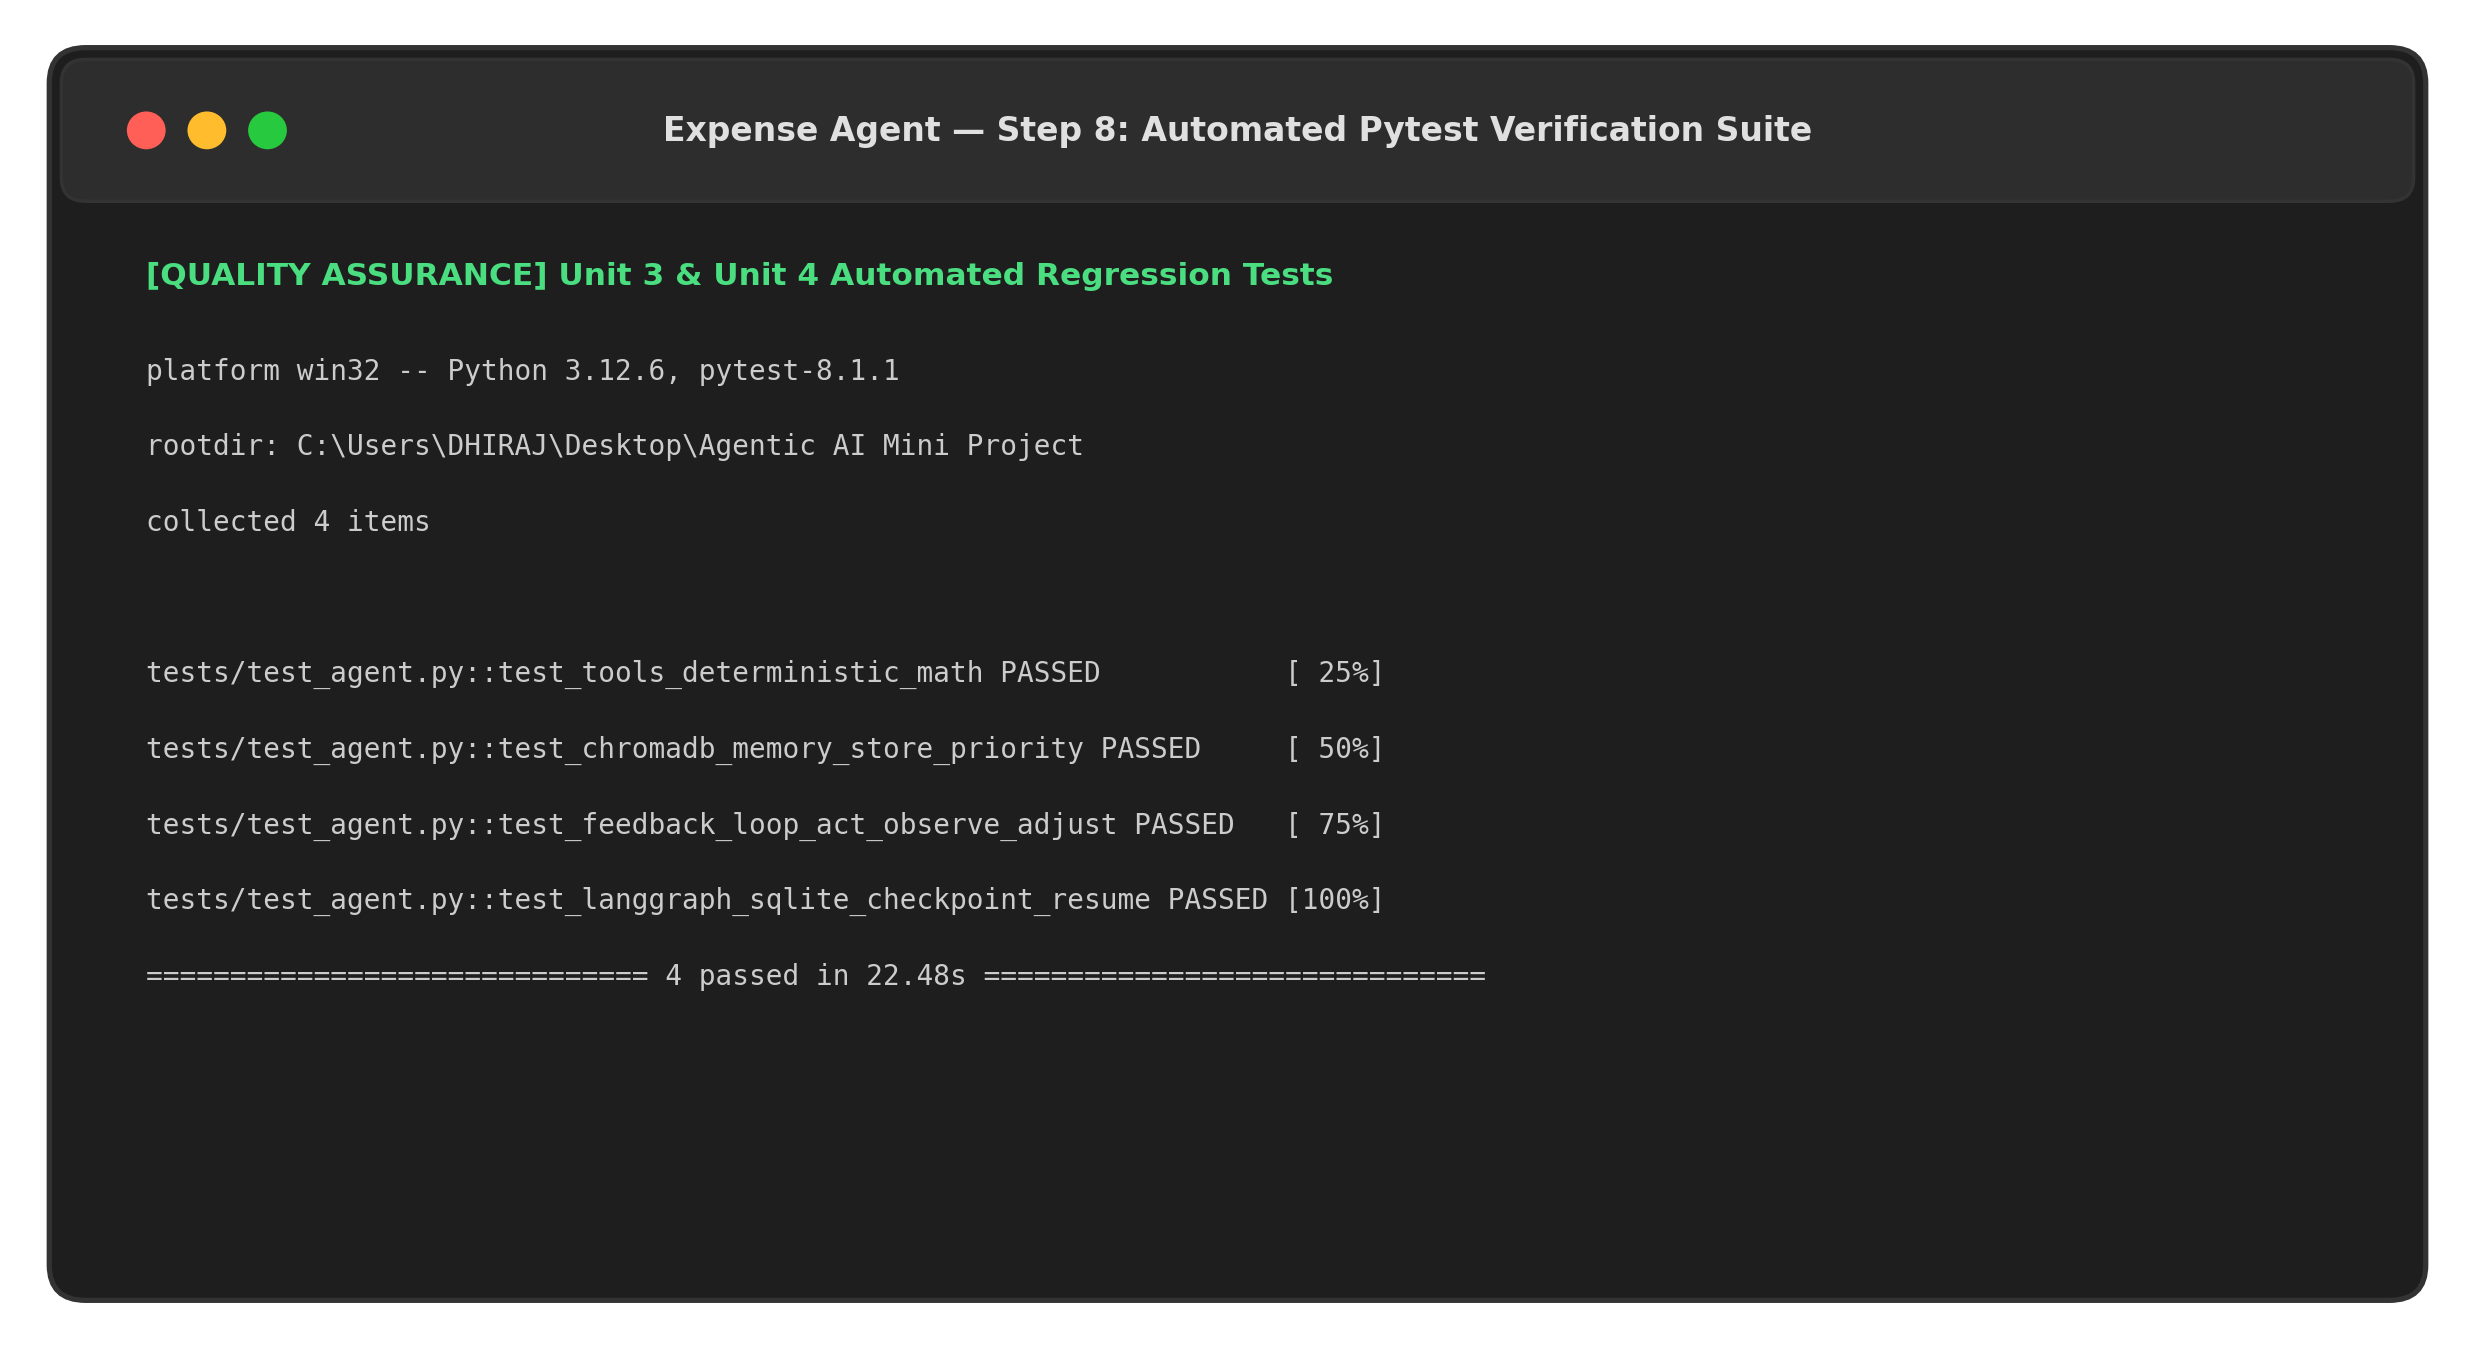 Expense Agent — Step 8: Automated Pytest Verification Suite
[QUALITY ASSURANCE] Unit 3 & Unit 4 Automated Regression Tests
platform win32 -- Python 3.12.6, pytest-8.1.1
rootdir: C:\Users\DHIRAJ\Desktop\Agentic AI Mini Project
collected 4 items
tests/test_agent.py::test_tools_deterministic_math PASSED           [ 25%]
tests/test_agent.py::test_chromadb_memory_store_priority PASSED     [ 50%]
tests/test_agent.py::test_feedback_loop_act_observe_adjust PASSED   [ 75%]
tests/test_agent.py::test_langgraph_sqlite_checkpoint_resume PASSED [100%]
============================== 4 passed in 22.48s ==============================